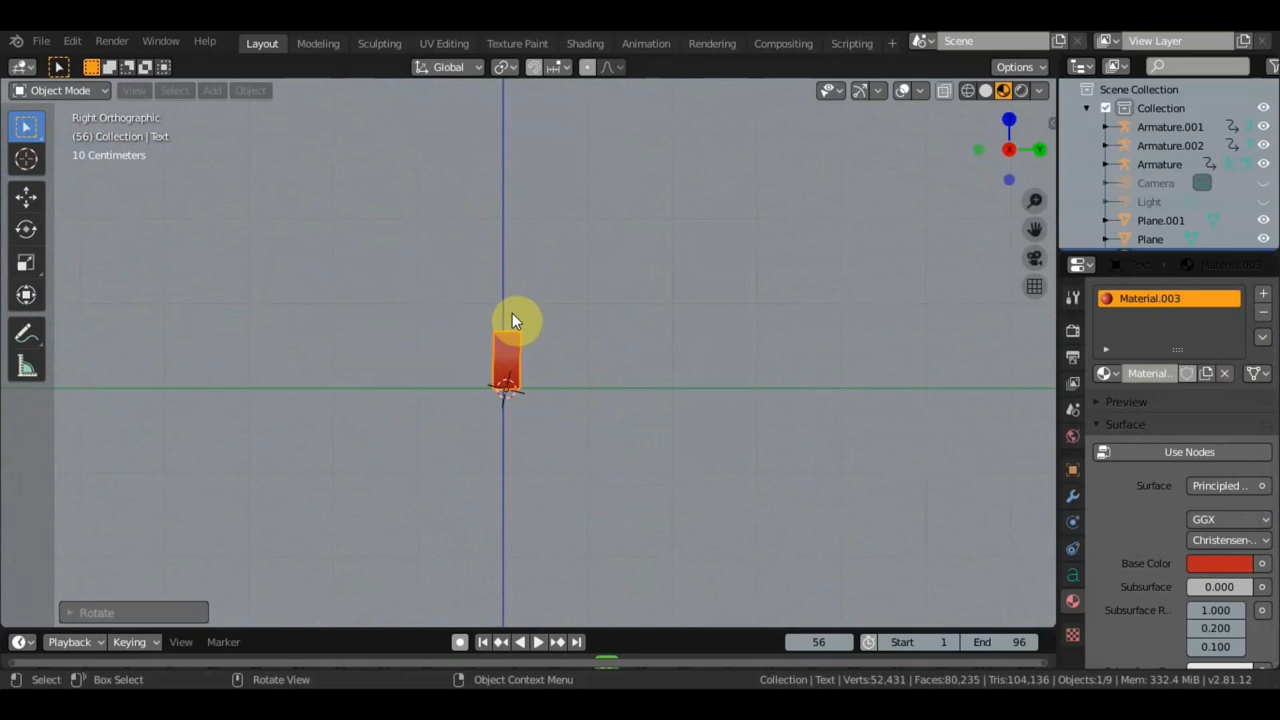 File Edit Render Window Help Layout Modeling Sculpting UV Editing Texture Paint Shading Animation Rendering Compositing Scripting + Scene View Layer
Global Options
Object Mode View Select Add Object
Right Orthographic
(56) Collection | Text
10 Centimeters
Scene Collection
Collection
Armature.001
Armature.002
Armature
Camera
Light
Plane.001
Plane
Text Material.003
Material.003
Material..
Preview
Surface
Use Nodes
Surface Principled ..
GGX
Christensen-..
Base Color
Subsurface 0.000
Subsurface R.. 1.000
0.200
0.100
Rotate
Playback Keying View Marker 56 Start 1 End 96
Select Box Select Rotate View Object Context Menu Collection | Text | Verts:52,431 | Faces:80,235 | Tris:104,136 | Objects:1/9 | Mem: 332.4 MiB | v2.81.12